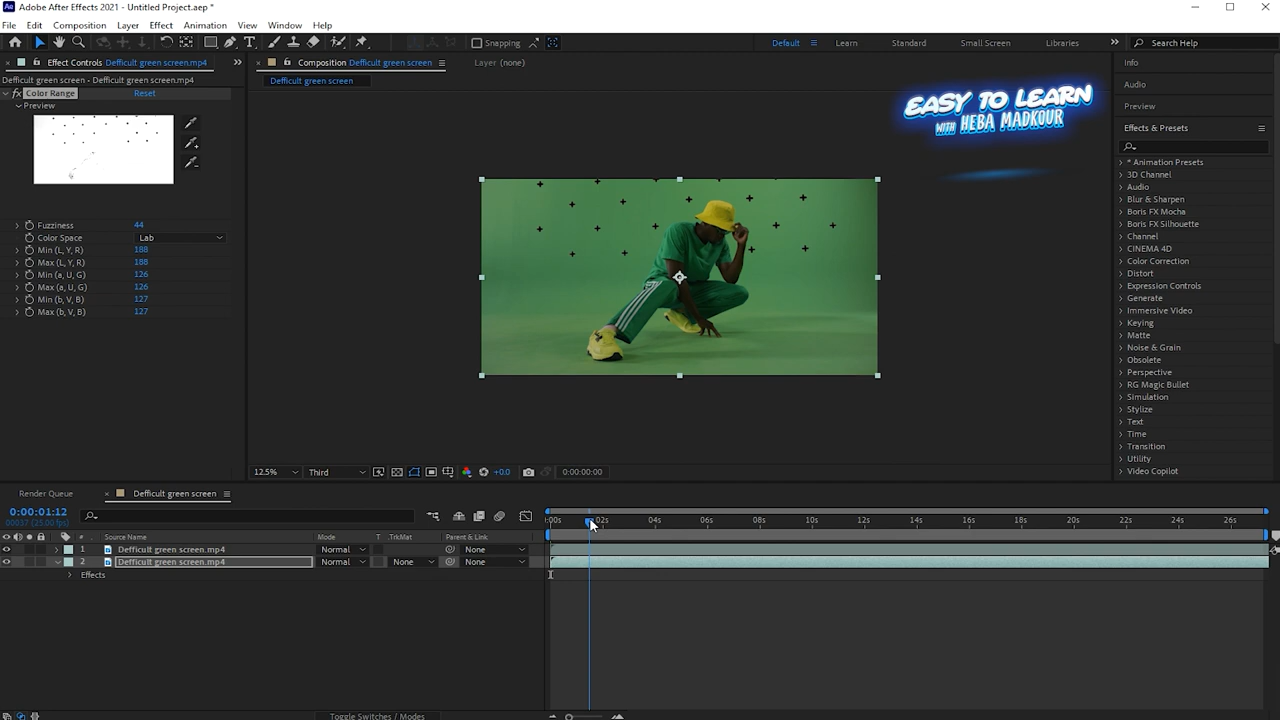 Adobe After Effects 2021 - Untitled Project.aep *
File Edit Composition Layer Effect Animation View Window Help
Snapping Default Learn Standard Small Screen Libraries Search Help
Effect Controls Defficult green screen.mp4
Composition Defficult green screen
Layer (none)
Info
Defficult green screen • Defficult green screen.mp4
Defficult green screen
Audio
fx Color Range Reset
Preview
Preview
EASY TO LEARN
WITH HEBA MADKOUR
Effects & Presets
* Animation Presets
3D Channel
Audio
Blur & Sharpen
Boris FX Mocha
Boris FX Silhouette
Channel
CINEMA 4D
Color Correction
Distort
Expression Controls
Generate
Immersive Video
Keying
Matte
Noise & Grain
Obsolete
Perspective
RG Magic Bullet
Simulation
Stylize
Text
Time
Transition
Utility
Video Copilot
Fuzziness 44
Color Space Lab
Min (L, Y, R) 188
Max (L, Y, R) 188
Min (a, U, G) 126
Max (a, U, G) 126
Min (b, V, B) 127
Max (b, V, B) 127
12.5% Third +0.0 0:00:00:00
Render Queue Defficult green screen
0:00:01:12
00037 (25.00 fps)
:00s 02s 04s 06s 08s 10s 12s 14s 16s 18s 20s 22s 24s 26s
# Source Name Mode T .TrkMat Parent & Link
1 Defficult green screen.mp4 Normal None
2 Defficult green screen.mp4 Normal None None
Effects
Toggle Switches / Modes